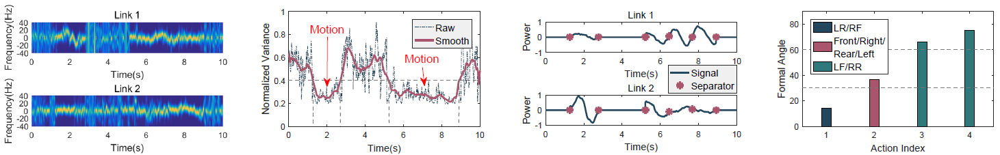 Link 1
Frequency(Hz)
40
20
0
-20
-40
0 2 4 6 8 10
Time(s)
Link 2
Frequency(Hz)
40
20
0
-20
-40
0 2 4 6 8 10
Time(s)
Normalized Variance
1
0.8
0.6
0.4
0.2
0
Motion
Motion
Raw
Smooth
0 2 4 6 8 10
Time(s)
Link 1
Power
1
0
-1
0 2 4 6 8 10
Time(s)
Signal
Separator
Link 2
Power
1
0
-1
0 2 4 6 8 10
Time(s)
Formal Angle
80
60
40
20
0
LR/RF
Front/Right/
Rear/Left
LF/RR
1 2 3 4
Action Index